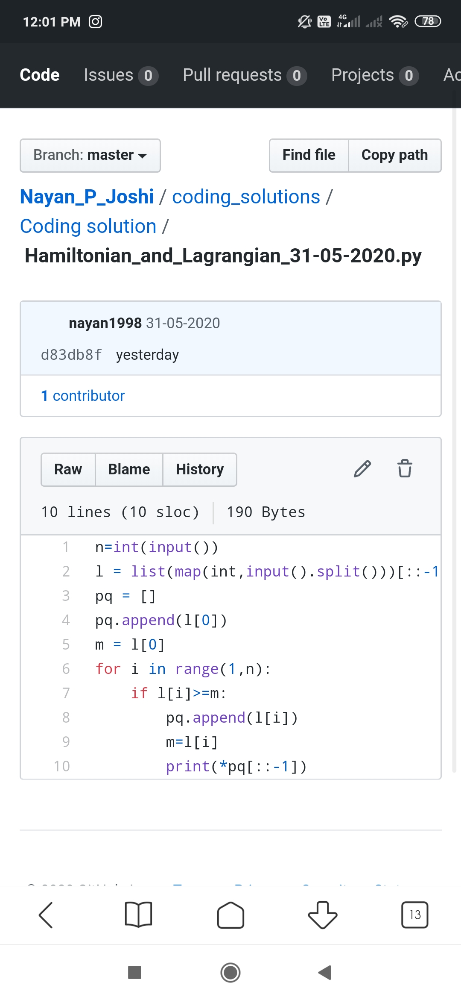 12:01 PM Vo LTE 4G 78
Code Issues 0 Pull requests 0 Projects 0 Ac
Branch: master Find file Copy path
Nayan_P_Joshi / coding_solutions /
Coding solution /
Hamiltonian_and_Lagrangian_31-05-2020.py
nayan1998 31-05-2020
d83db8f yesterday
1 contributor
Raw Blame History
10 lines (10 sloc) 190 Bytes
1 n=int(input())
2 l = list(map(int,input().split()))[::-1
3 pq = []
4 pq.append(l[0])
5 m = l[0]
6 for i in range(1,n):
7     if l[i]>=m:
8         pq.append(l[i])
9         m=l[i]
10         print(*pq[::-1])
13